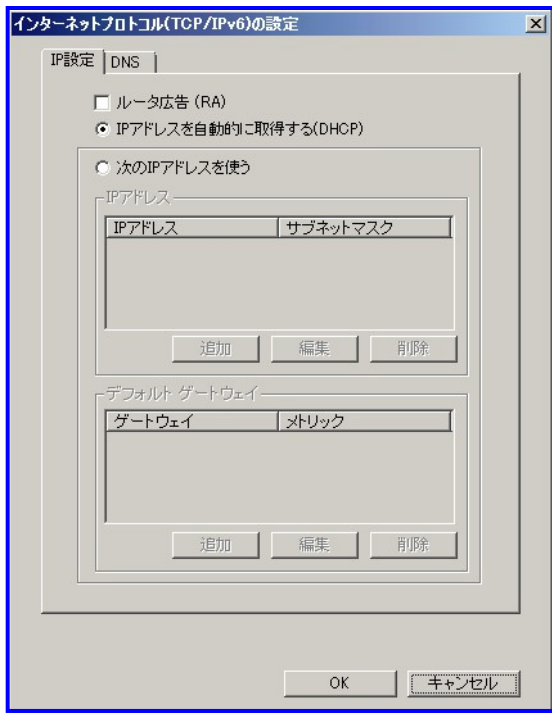 インターネットプロトコル(TCP/IPv6)の設定
IP設定 DNS
ルータ広告 (RA)
IPアドレスを自動的に取得する(DHCP)
次のIPアドレスを使う
IPアドレス
IPアドレス サブネットマスク
追加 編集 削除
デフォルト ゲートウェイ
ゲートウェイ メトリック
追加 編集 削除
OK キャンセル